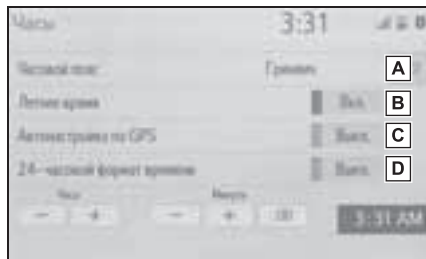 Часы 3:31
Часовой пояс Гринвич A
Летнее время Вкл. B
Автонастройка по GPS Выкл. C
24-часовой формат времени Выкл. D
Часы Минуты
- + - + :00 3:31 AM